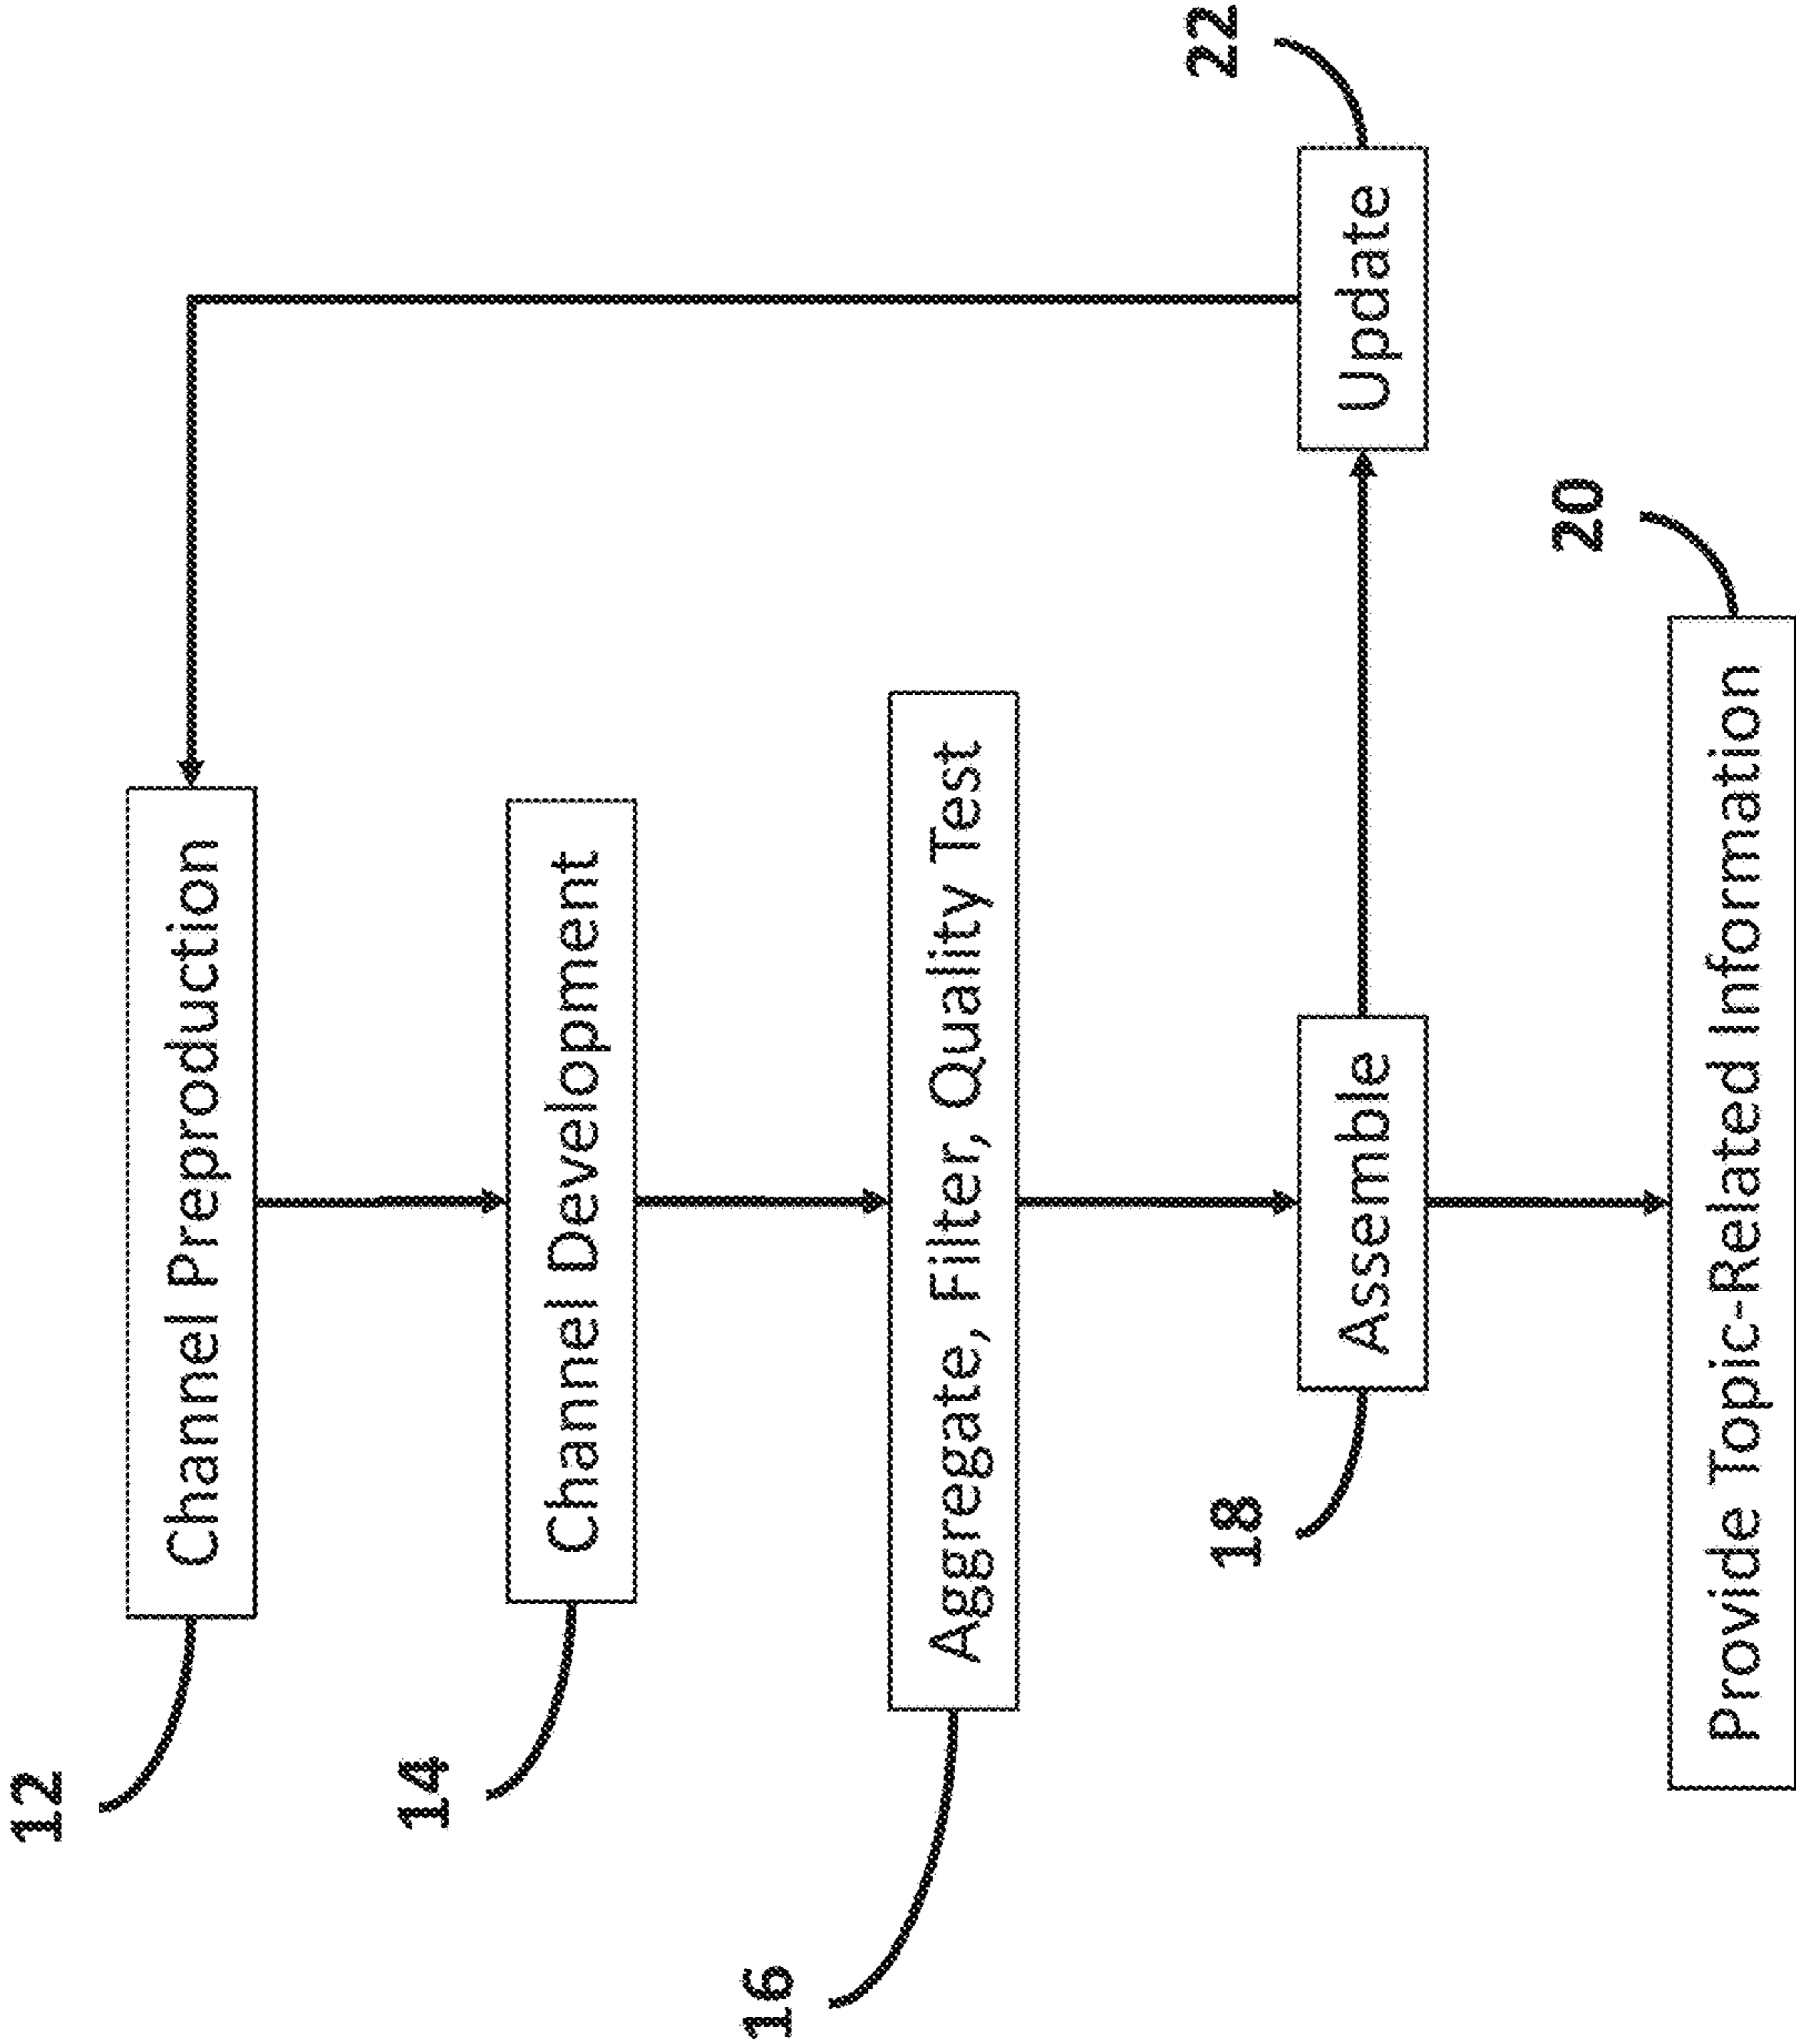 12
Channel Preproduction
14
Channel Development
16
Aggregate, Filter, Quality Test
18
Assemble
Update
22
Provide Topic-Related Information
20